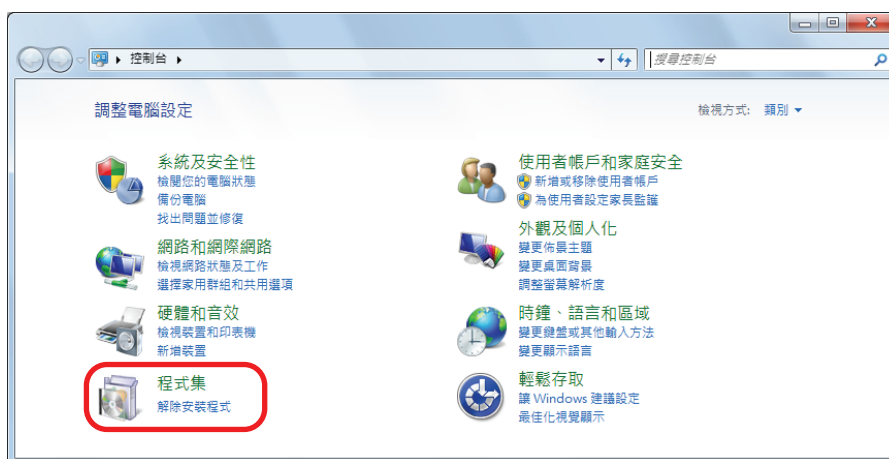 控制台
搜尋控制台
調整電腦設定
檢視方式: 類別
系統及安全性
檢閱您的電腦狀態
備份電腦
找出問題並修復
網路和網際網路
檢視網路狀態及工作
選擇家用群組和共用選項
硬體和音效
檢視裝置和印表機
新增裝置
程式集
解除安裝程式
使用者帳戶和家庭安全
新增或移除使用者帳戶
為使用者設定家長監護
外觀及個人化
變更佈景主題
變更桌面背景
調整螢幕解析度
時鐘、語言和區域
變更鍵盤或其他輸入方法
變更顯示語言
輕鬆存取
讓 Windows 建議設定
最佳化視覺顯示